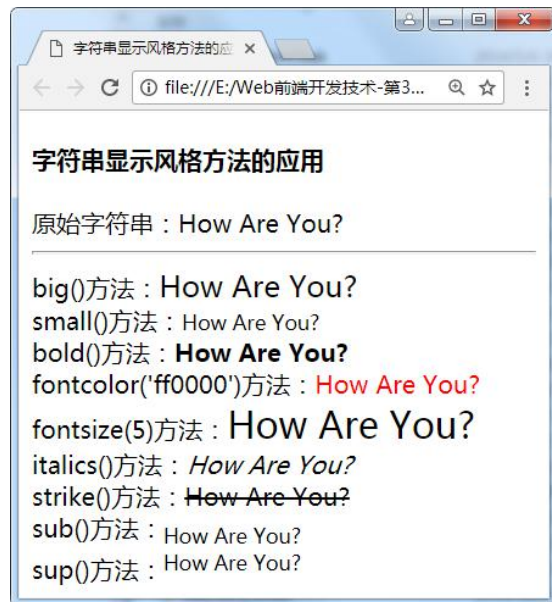 字符串显示风格方法的应
file:///E:/Web前端开发技术-第3...
字符串显示风格方法的应用
原始字符串：How Are You?
big()方法：How Are You?
small()方法：How Are You?
bold()方法：How Are You?
fontcolor('ff0000')方法：How Are You?
fontsize(5)方法：How Are You?
italics()方法：How Are You?
strike()方法：How Are You?
sub()方法：How Are You?
sup()方法：How Are You?